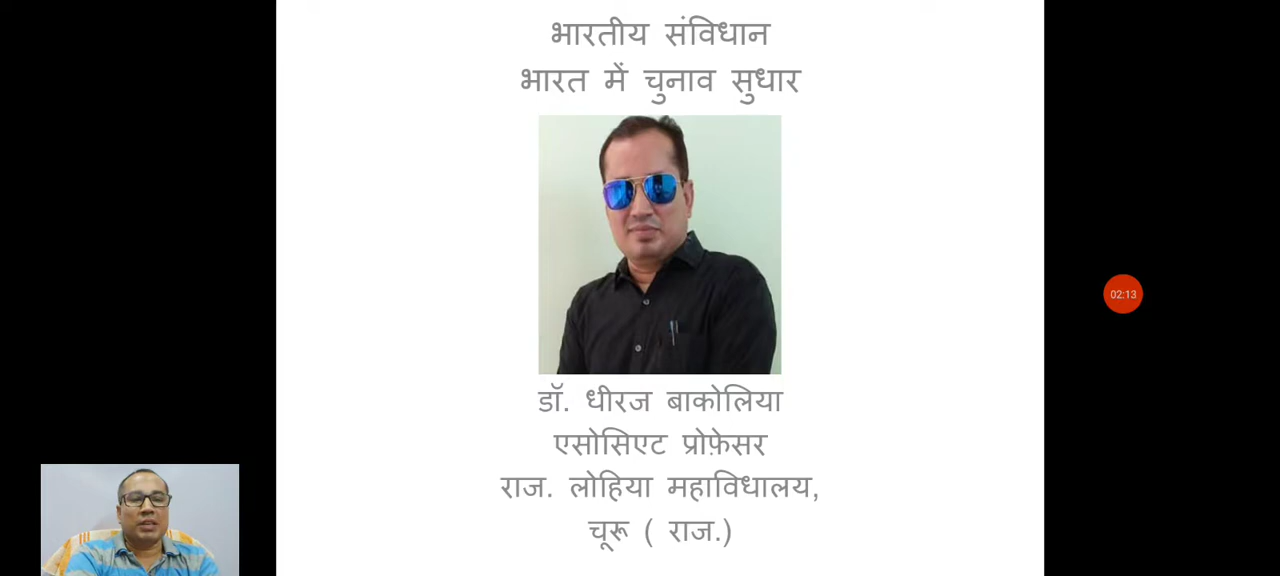 भारतीय संविधान
भारत में चुनाव सुधार
डॉ. धीरज बाकोलिया
एसोसिएट प्रोफ़ेसर
राज. लोहिया महाविधालय,
चूरू ( राज.)
02:13